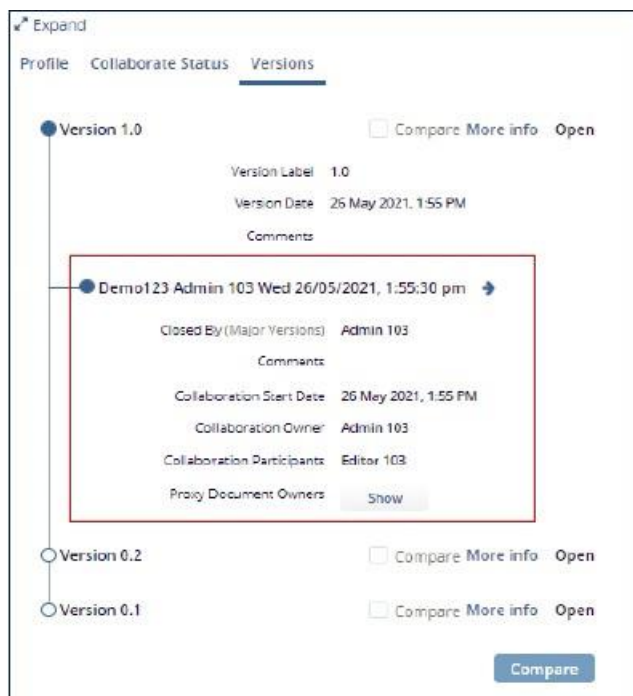 Expand
Profile Collaborate Status Versions
Version 1.0 Compare More info Open
Version Label 1.0
Version Date 26 May 2021, 1:55 PM
Comments
Demo123 Admin 103 Wed 26/05/2021, 1:55:30 pm
Closed By (Major Versions) Admin 103
Comments
Collaboration Start Date 26 May 2021, 1:55 PM
Collaboration Owner Admin 103
Collaboration Participants Editor 103
Proxy Document Owners Show
Version 0.2 Compare More info Open
Version 0.1 Compare More info Open
Compare